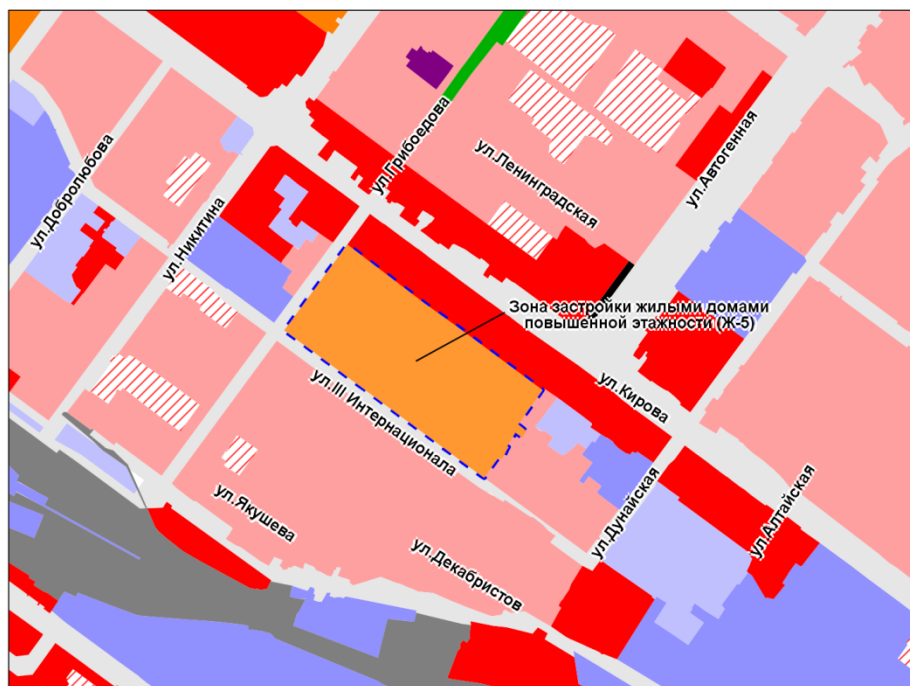 ул.Грибоедова
ул.Ленинградская
ул.Автогенная
ул.Добролюбова
ул.Никитина
Зона застройки жилыми домами
повышенной этажности (Ж-5)
ул.III Интернационала
ул.Кирова
ул.Якушева
ул.Декабристов
ул.Дунайская
ул.Алтайская